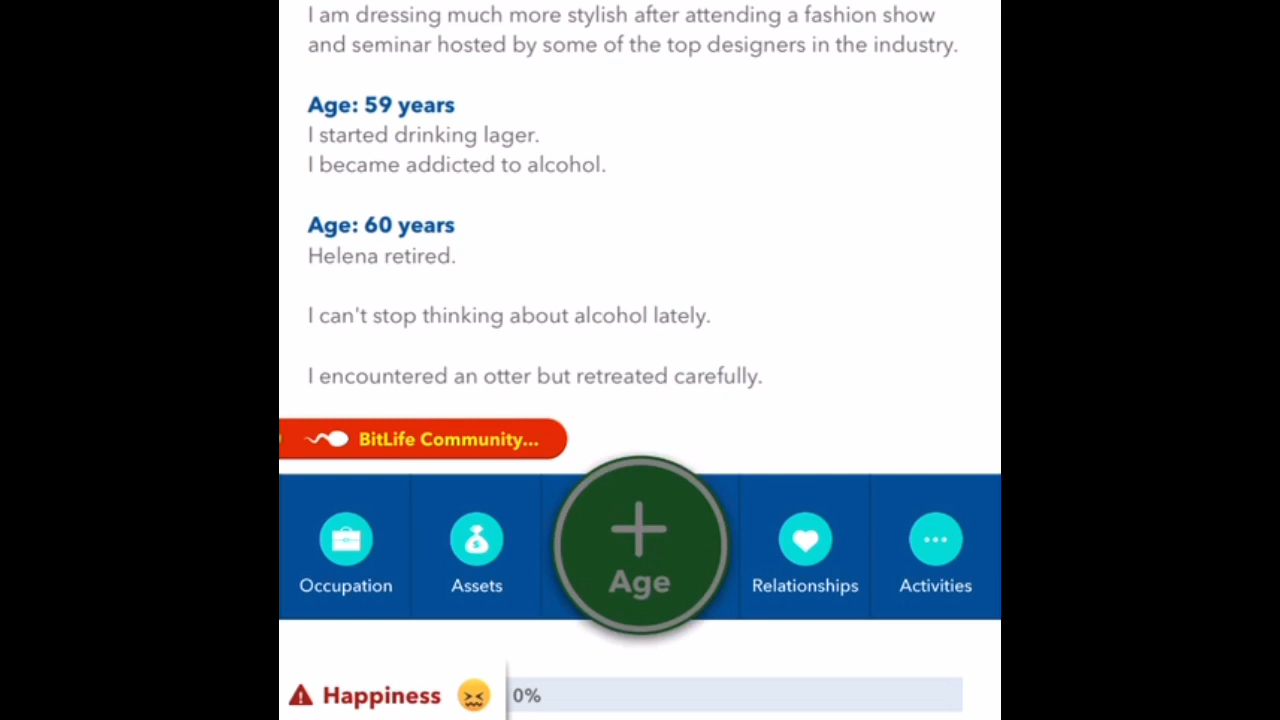 I am dressing much more stylish after attending a fashion show
and seminar hosted by some of the top designers in the industry.
Age: 59 years
I started drinking lager.
I became addicted to alcohol.
Age: 60 years
Helena retired.
I can't stop thinking about alcohol lately.
I encountered an otter but retreated carefully.
BitLife Community...
Occupation
Assets
Age
Relationships
Activities
Happiness 0%